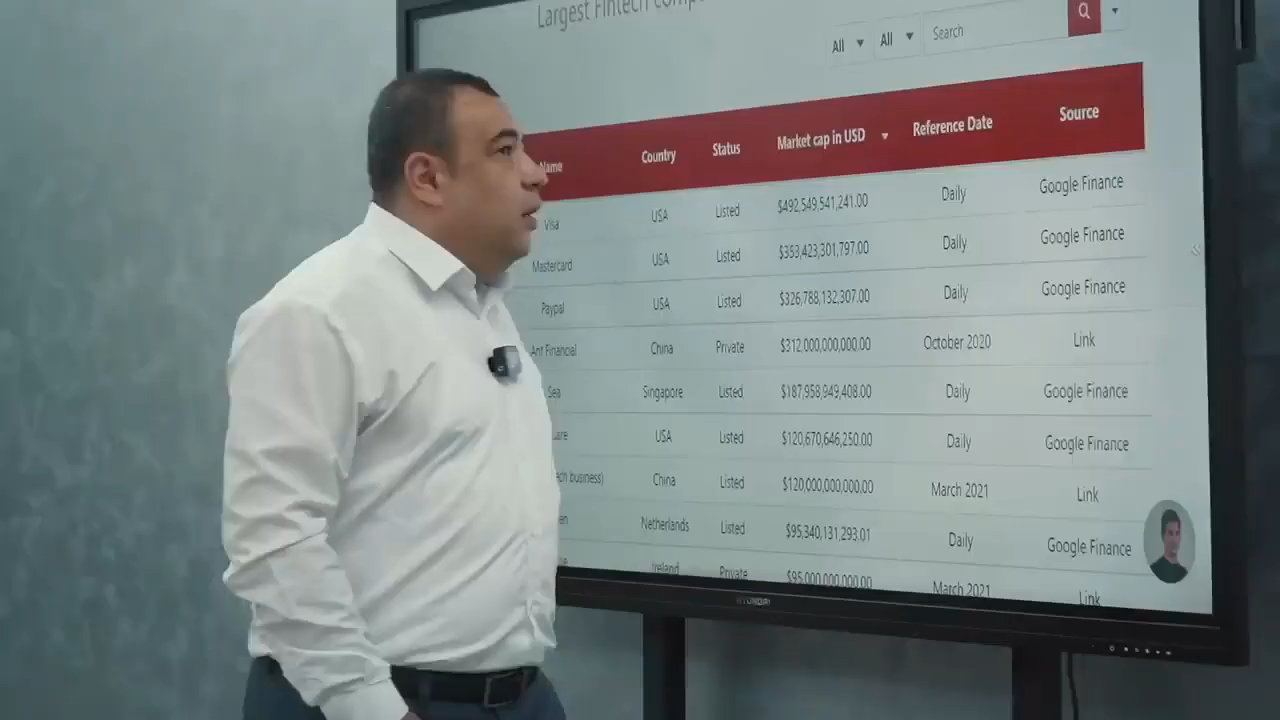 Largest Fintech comp
All ▼ All ▼ Search
Name Country Status Market cap in USD ▼ Reference Date Source
Visa USA Listed $492,549,541,241.00 Daily Google Finance
Mastercard USA Listed $353,423,301,797.00 Daily Google Finance
Paypal USA Listed $326,788,132,307.00 Daily Google Finance
Ant Financial China Private $312,000,000,000.00 October 2020 Link
Sea Singapore Listed $187,958,949,408.00 Daily Google Finance
uare USA Listed $120,670,646,250.00 Daily Google Finance
ch business) China Listed $120,000,000,000.00 March 2021 Link
en Netherlands Listed $95,340,131,293.01 Daily Google Finance
Ireland Private $95,000,000,000.00 March 2021 Link
HYUNDAI